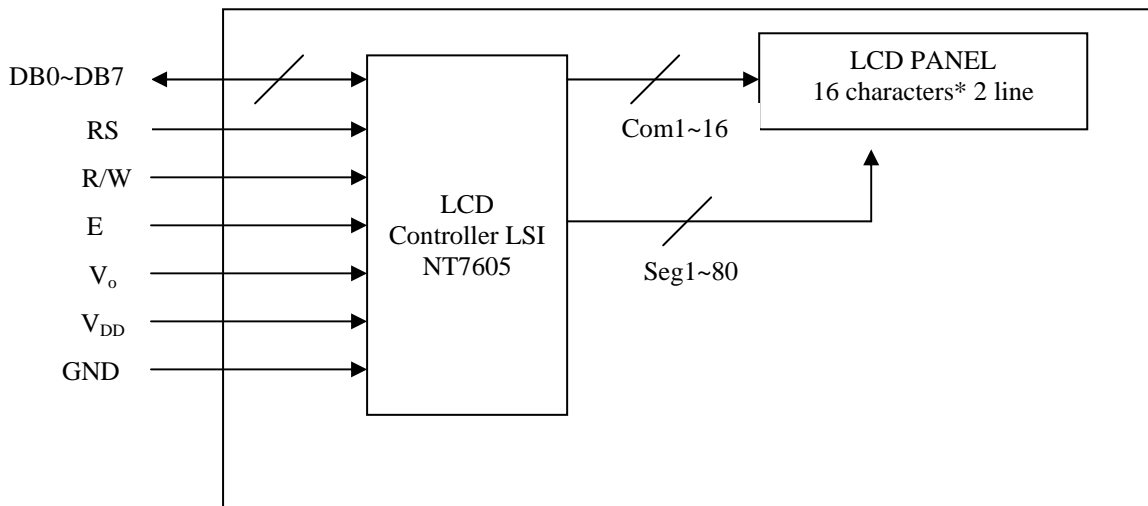 DB0~DB7
RS
R/W
E
Vo
VDD
GND
LCD
Controller LSI
NT7605
Com1~16
Seg1~80
LCD PANEL
16 characters* 2 line